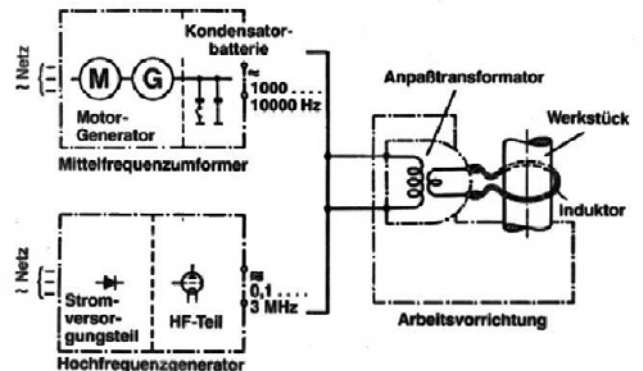 Kondensator-
batterie
≈ Netz
M
G
≈
1000
10000 Hz
Motor-
Generator
Mittelfrequenzumformer
Anpaßtransformator
Werkstück
Induktor
Arbeitsvorrichtung
≈ Netz
≋
0,1
3 MHz
Strom-
versor-
gungsteil
HF-Teil
Hochfrequenzgenerator